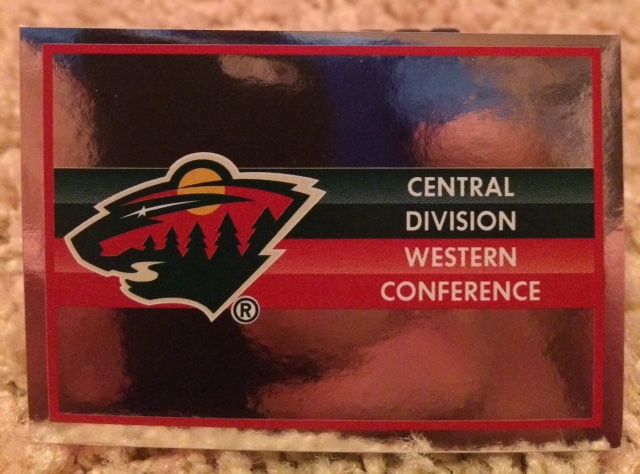 CENTRAL
DIVISION
WESTERN
CONFERENCE
®